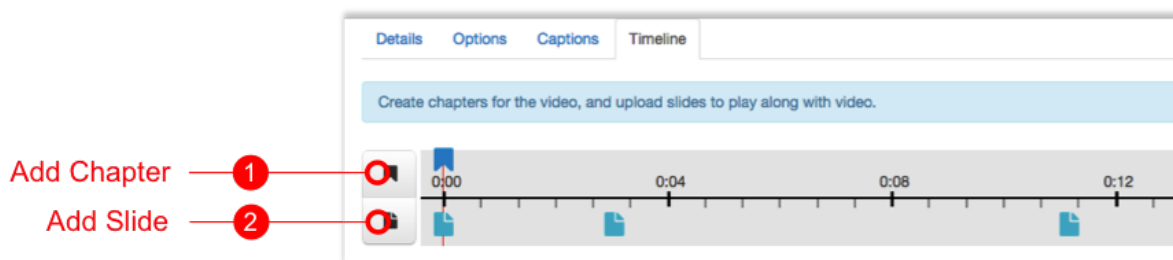 Details Options Captions Timeline
Create chapters for the video, and upload slides to play along with video.
Add Chapter 1
0:00 0:04 0:08 0:12
Add Slide 2